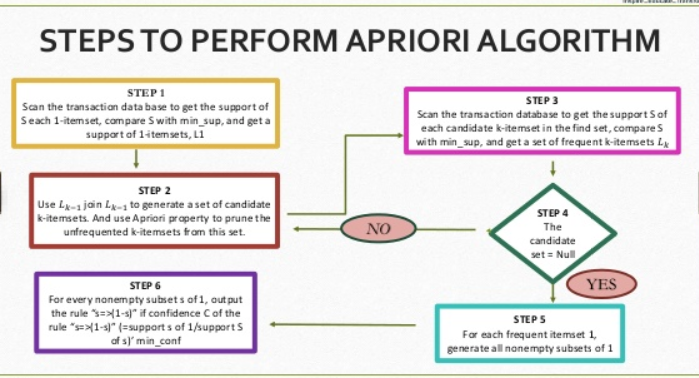 STEPS TO PERFORM APRIORI ALGORITHM
STEP 1
Scan the transaction data base to get the support of
S each 1-itemset, compare S with min_sup, and get a
support of 1-itemsets, L1
STEP 2
Use Lₖ₋₁ join Lₖ₋₁ to generate a set of candidate
k-itemsets. And use Apriori property to prune the
unfrequented k-itemsets from this set.
STEP 3
Scan the transaction database to get the support S of
each candidate k-itemset in the find set, compare S
with min_sup, and get a set of frequent k-itemsets Lₖ
STEP 4
The
candidate
set = Null
NO
YES
STEP 5
For each frequent itemset 1,
generate all nonempty subsets of 1
STEP 6
For every nonempty subset s of 1, output
the rule "s=>(1-s)" if confidence C of the
rule "s=>(1-s)" (=support s of 1/support S
of s)' min_conf